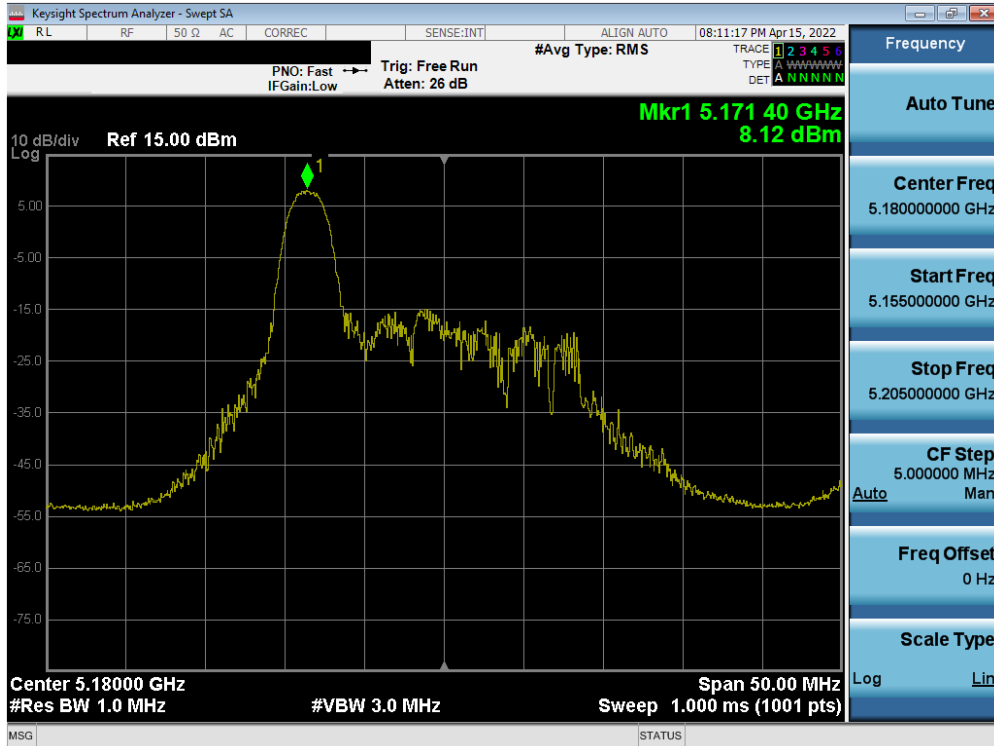 Keysight Spectrum Analyzer - Swept SA
LXI RL RF 50 Ω AC CORREC SENSE:INT ALIGN AUTO 08:11:17 PM Apr 15, 2022
#Avg Type: RMS
TRACE 1 2 3 4 5 6
TYPE A WWWWW
DET A N N N N N
PNO: Fast
IFGain:Low
Trig: Free Run
Atten: 26 dB
Mkr1 5.171 40 GHz
8.12 dBm
10 dB/div
Log
Ref 15.00 dBm
1
5.00
-5.00
-15.0
-25.0
-35.0
-45.0
-55.0
-65.0
-75.0
Center 5.18000 GHz
Span 50.00 MHz
#Res BW 1.0 MHz
#VBW 3.0 MHz
Sweep 1.000 ms (1001 pts)
MSG
STATUS
Frequency
Auto Tune
Center Freq
5.180000000 GHz
Start Freq
5.155000000 GHz
Stop Freq
5.205000000 GHz
CF Step
5.000000 MHz
Auto Man
Freq Offset
0 Hz
Scale Type
Log Lin